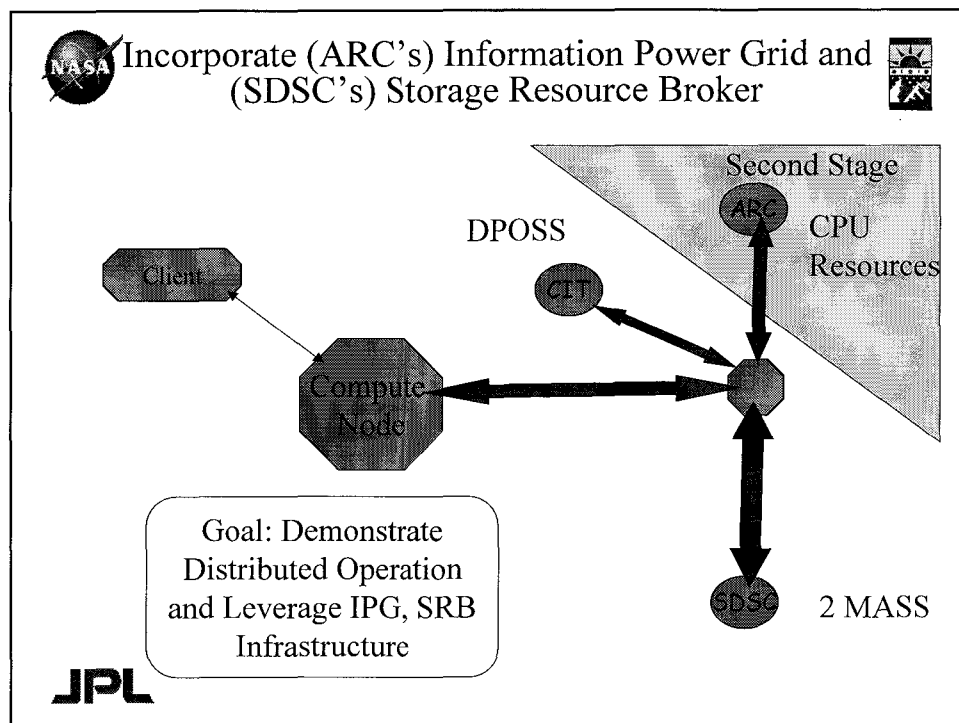 NASA
Incorporate (ARC's) Information Power Grid and
(SDSC's) Storage Resource Broker
Second Stage
ARC
DPOSS
CPU
Resources
Client
CIT
Compute
Node
Goal: Demonstrate
Distributed Operation
and Leverage IPG, SRB
Infrastructure
SDSC
2 MASS
JPL